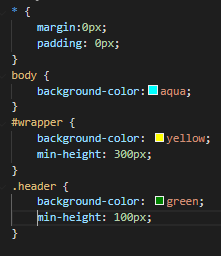 * {
margin:0px;
padding: 0px;
}
body {
background-color: aqua;
}
#wrapper {
background-color: yellow;
min-height: 300px;
}
.header {
background-color: green;
min-height: 100px;
}